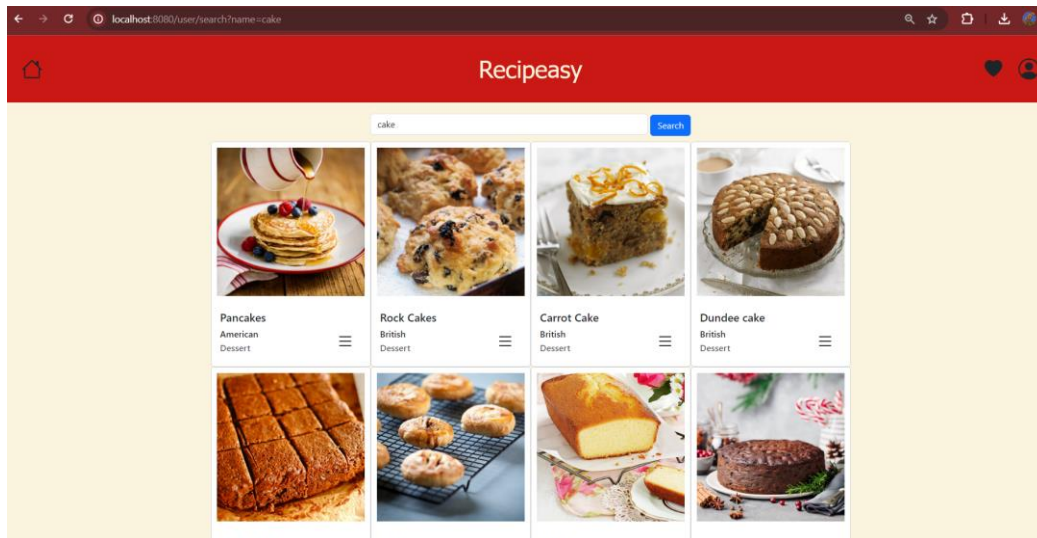 localhost:8080/user/search?name=cake
Recipeasy
cake
Search
Pancakes
American
Dessert
Rock Cakes
British
Dessert
Carrot Cake
British
Dessert
Dundee cake
British
Dessert